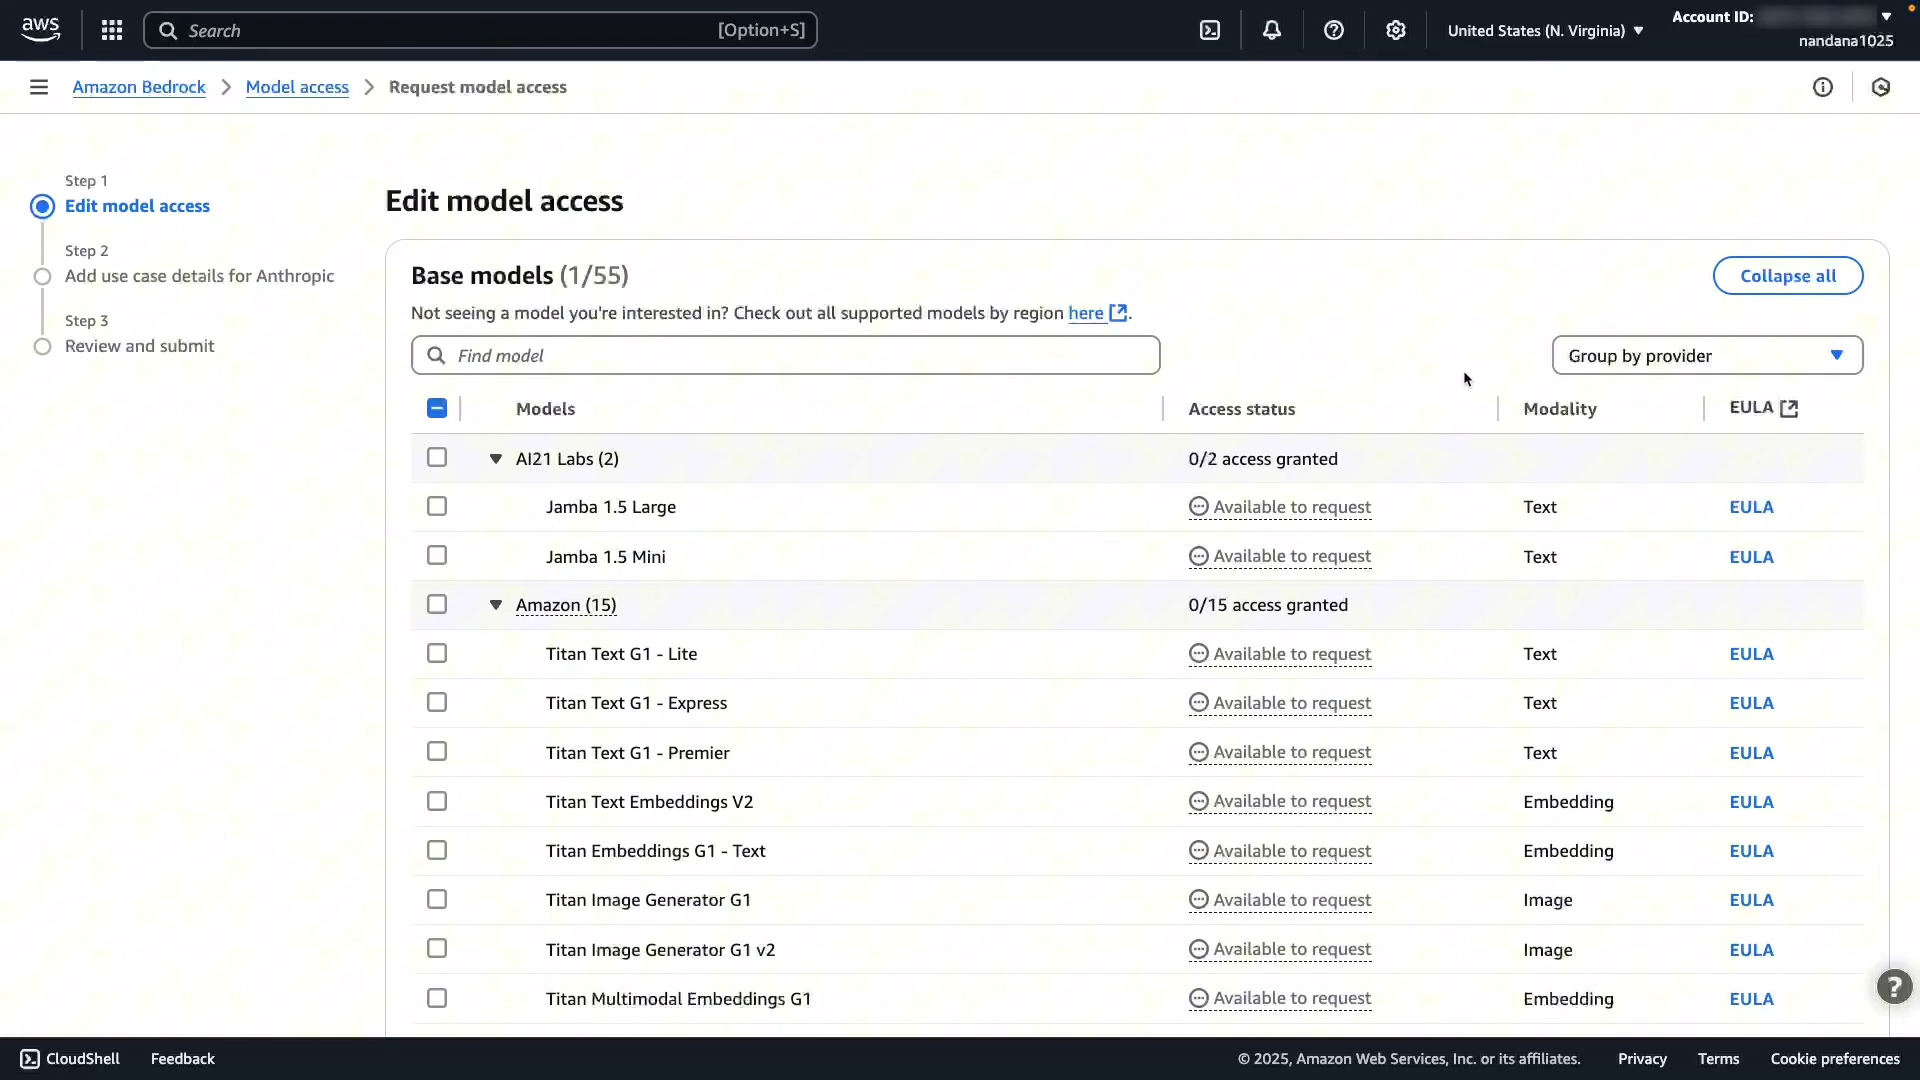 aws
Search
[Option+S]
United States (N. Virginia)
Account ID:
nandana1025
Amazon Bedrock
Model access
Request model access
Step 1
Edit model access
Step 2
Add use case details for Anthropic
Step 3
Review and submit
Edit model access
Base models (1/55)
Collapse all
Not seeing a model you're interested in? Check out all supported models by region here.
Find model
Group by provider
Models
Access status
Modality
EULA
AI21 Labs (2)
0/2 access granted
Jamba 1.5 Large
Available to request
Text
EULA
Jamba 1.5 Mini
Available to request
Text
EULA
Amazon (15)
0/15 access granted
Titan Text G1 - Lite
Available to request
Text
EULA
Titan Text G1 - Express
Available to request
Text
EULA
Titan Text G1 - Premier
Available to request
Text
EULA
Titan Text Embeddings V2
Available to request
Embedding
EULA
Titan Embeddings G1 - Text
Available to request
Embedding
EULA
Titan Image Generator G1
Available to request
Image
EULA
Titan Image Generator G1 v2
Available to request
Image
EULA
Titan Multimodal Embeddings G1
Available to request
Embedding
EULA
CloudShell
Feedback
© 2025, Amazon Web Services, Inc. or its affiliates.
Privacy
Terms
Cookie preferences